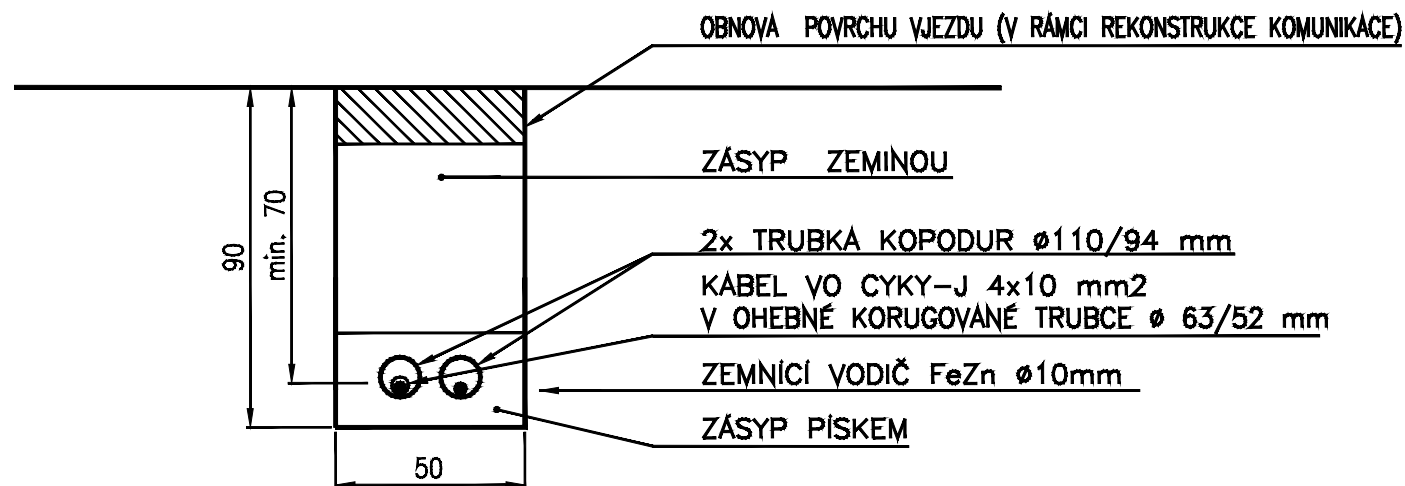 OBNOVA POVRCHU VJEZDU (V RÁMCI REKONSTRUKCE KOMUNIKACE)
ZÁSYP ZEMINOU
2x TRUBKA KOPODUR ø110/94 mm
KABEL VO CYKY-J 4x10 mm2
V OHEBNÉ KORUGOVANÉ TRUBCE ø 63/52 mm
ZEMNÍCÍ VODIČ FeZn ø10mm
ZÁSYP PÍSKEM
90
min. 70
50